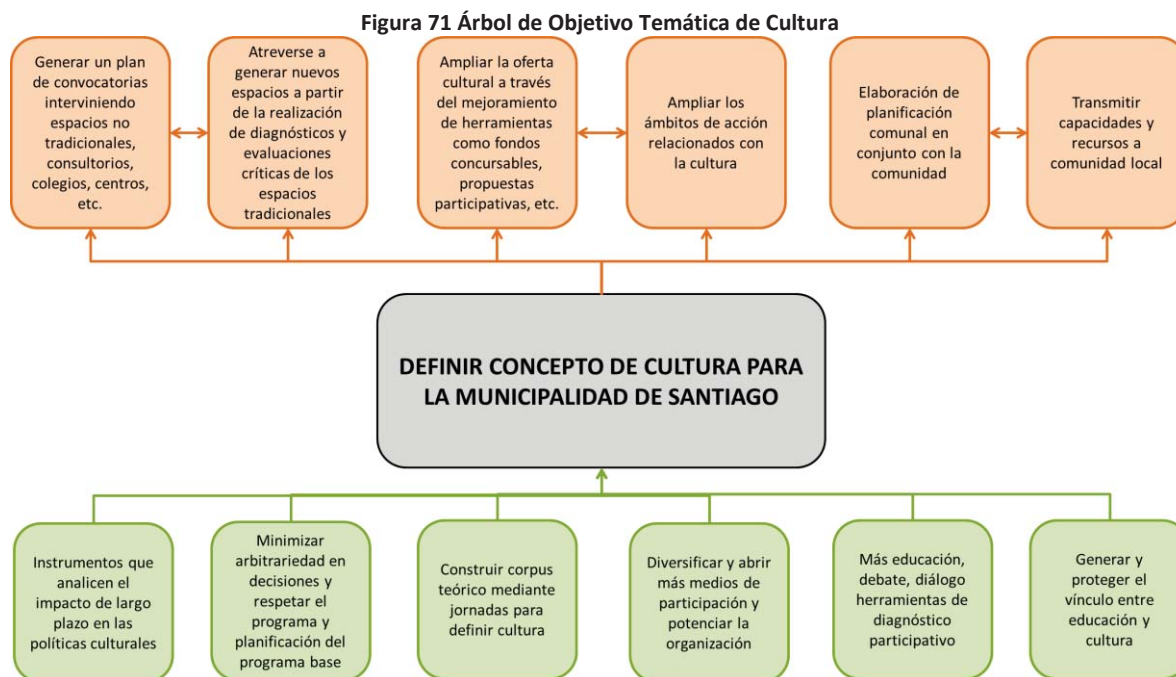 Figura 71 Árbol de Objetivo Temática de Cultura
Generar un plan
de convocatorias
interviniendo
espacios no
tradicionales,
consultorios,
colegios, centros,
etc.
Atreverse a
generar nuevos
espacios a partir
de la realización
de diagnósticos y
evaluaciones
críticas de los
espacios
tradicionales
Ampliar la oferta
cultural a través
del mejoramiento
de herramientas
como fondos
concursables,
propuestas
participativas, etc.
Ampliar los
ámbitos de acción
relacionados con
la cultura
Elaboración de
planificación
comunal en
conjunto con la
comunidad
Transmitir
capacidades y
recursos a
comunidad local
DEFINIR CONCEPTO DE CULTURA PARA
LA MUNICIPALIDAD DE SANTIAGO
Instrumentos que
analicen el
impacto de largo
plazo en las
políticas culturales
Minimizar
arbitrariedad en
decisiones y
respetar el
programa y
planificación del
programa base
Construir corpus
teórico mediante
jornadas para
definir cultura
Diversificar y abrir
más medios de
participación y
potenciar la
organización
Más educación,
debate, diálogo
herramientas de
diagnóstico
participativo
Generar y
proteger el
vínculo entre
educación y
cultura